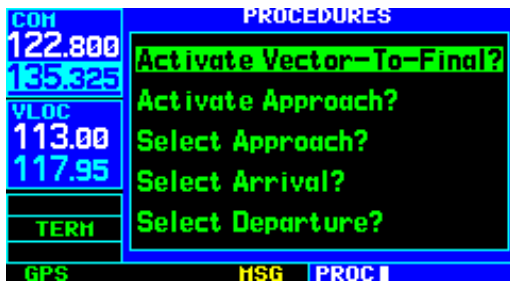 COM
122.800
135.325
VLOC
113.00
117.95
TERM
GPS
PROCEDURES
Activate Vector-To-Final?
Activate Approach?
Select Approach?
Select Arrival?
Select Departure?
MSG
PROC